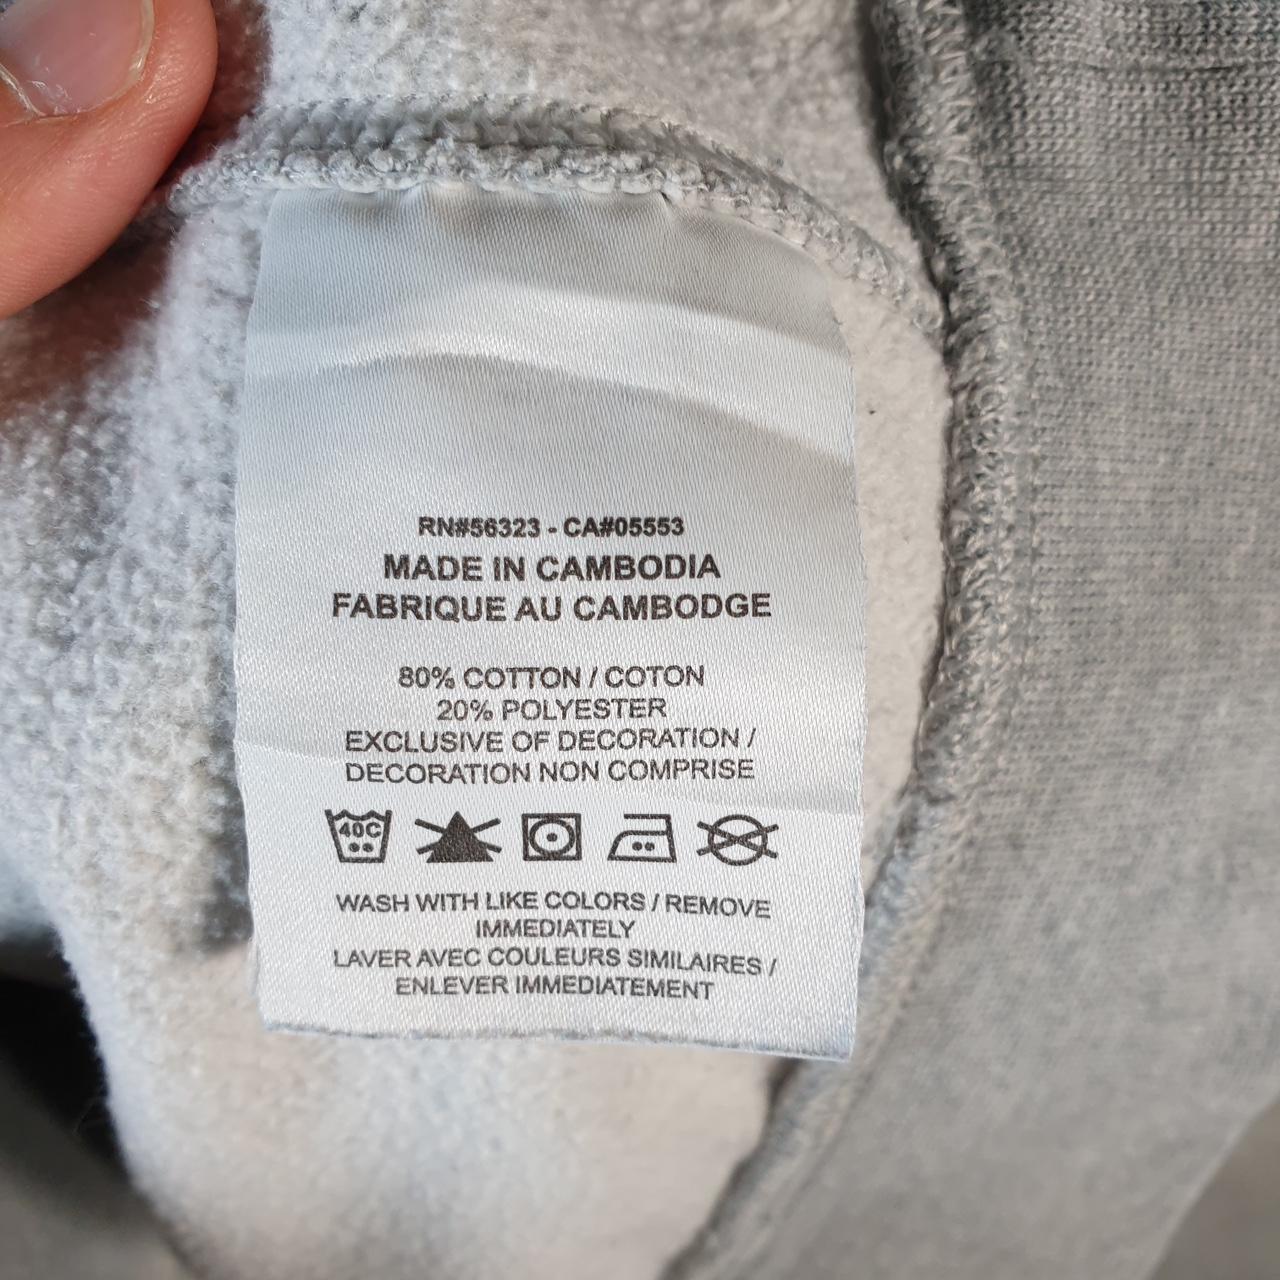 RN#56323 - CA#05553
MADE IN CAMBODIA
FABRIQUE AU CAMBODGE
80% COTTON / COTON
20% POLYESTER
EXCLUSIVE OF DECORATION /
DECORATION NON COMPRISE
40C
WASH WITH LIKE COLORS / REMOVE
IMMEDIATELY
LAVER AVEC COULEURS SIMILAIRES /
ENLEVER IMMEDIATEMENT